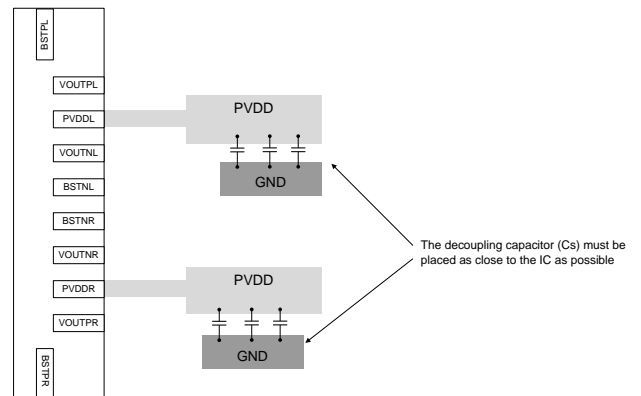 BSTPL
VOUTPL
PVDDL
VOUTNL
BSTNL
BSTNR
VOUTNR
PVDDR
VOUTPR
BSTPR
PVDD
GND
PVDD
GND
The decoupling capacitor (Cs) must be
placed as close to the IC as possible